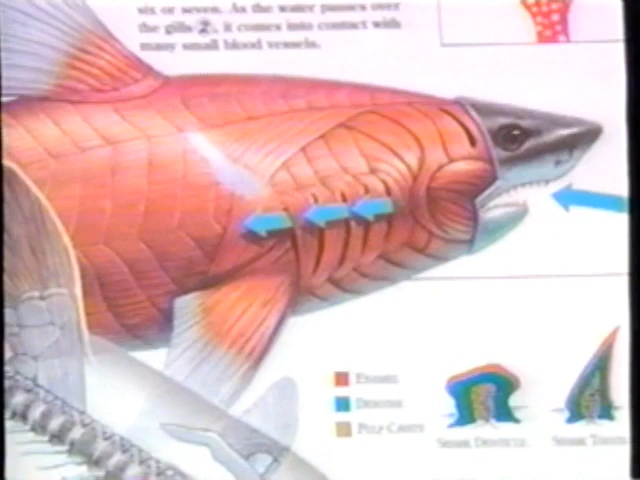 six or seven. As the water passes over
the gills 2, it comes into contact with
many small blood vessels.
ENAMEL
DENTINE
PULP CAVITY
SHARK DENTICLE
SHARK TOOTH